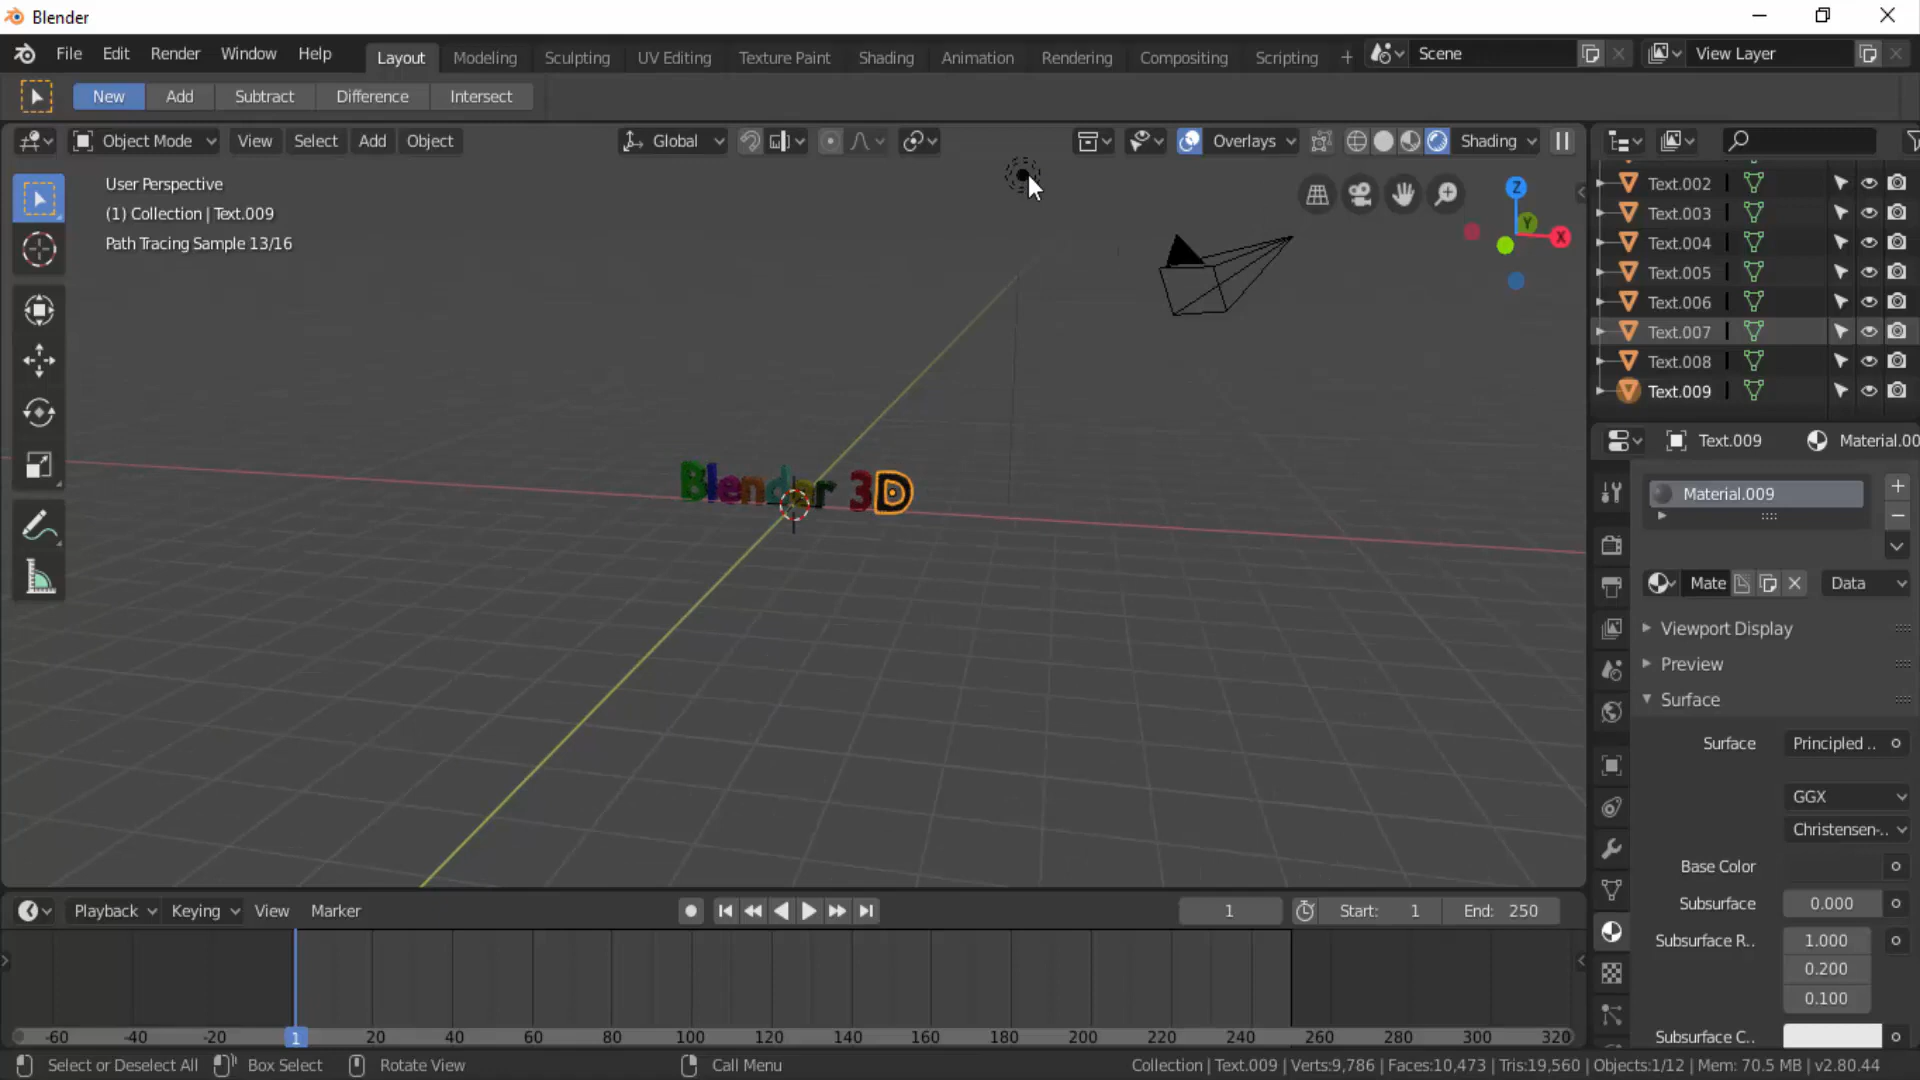 Blender
File Edit Render Window Help Layout Modeling Sculpting UV Editing Texture Paint Shading Animation Rendering Compositing Scripting + Scene View Layer
New Add Subtract Difference Intersect
Object Mode View Select Add Object Global Overlays Shading
User Perspective
(1) Collection | Text.009
Path Tracing Sample 13/16
Z
Y
X
Blender 3D
Text.002
Text.003
Text.004
Text.005
Text.006
Text.007
Text.008
Text.009
Text.009 Material.00
Material.009
Mate Data
Viewport Display
Preview
Surface
Surface Principled ..
GGX
Christensen-..
Base Color
Subsurface 0.000
Subsurface R.. 1.000
0.200
0.100
Subsurface C..
Playback Keying View Marker 1 Start: 1 End: 250
-60 -40 -20 1 20 40 60 80 100 120 140 160 180 200 220 240 260 280 300 320
Select or Deselect All Box Select Rotate View Call Menu Collection | Text.009 | Verts:9,786 | Faces:10,473 | Tris:19,560 | Objects:1/12 | Mem: 70.5 MB | v2.80.44